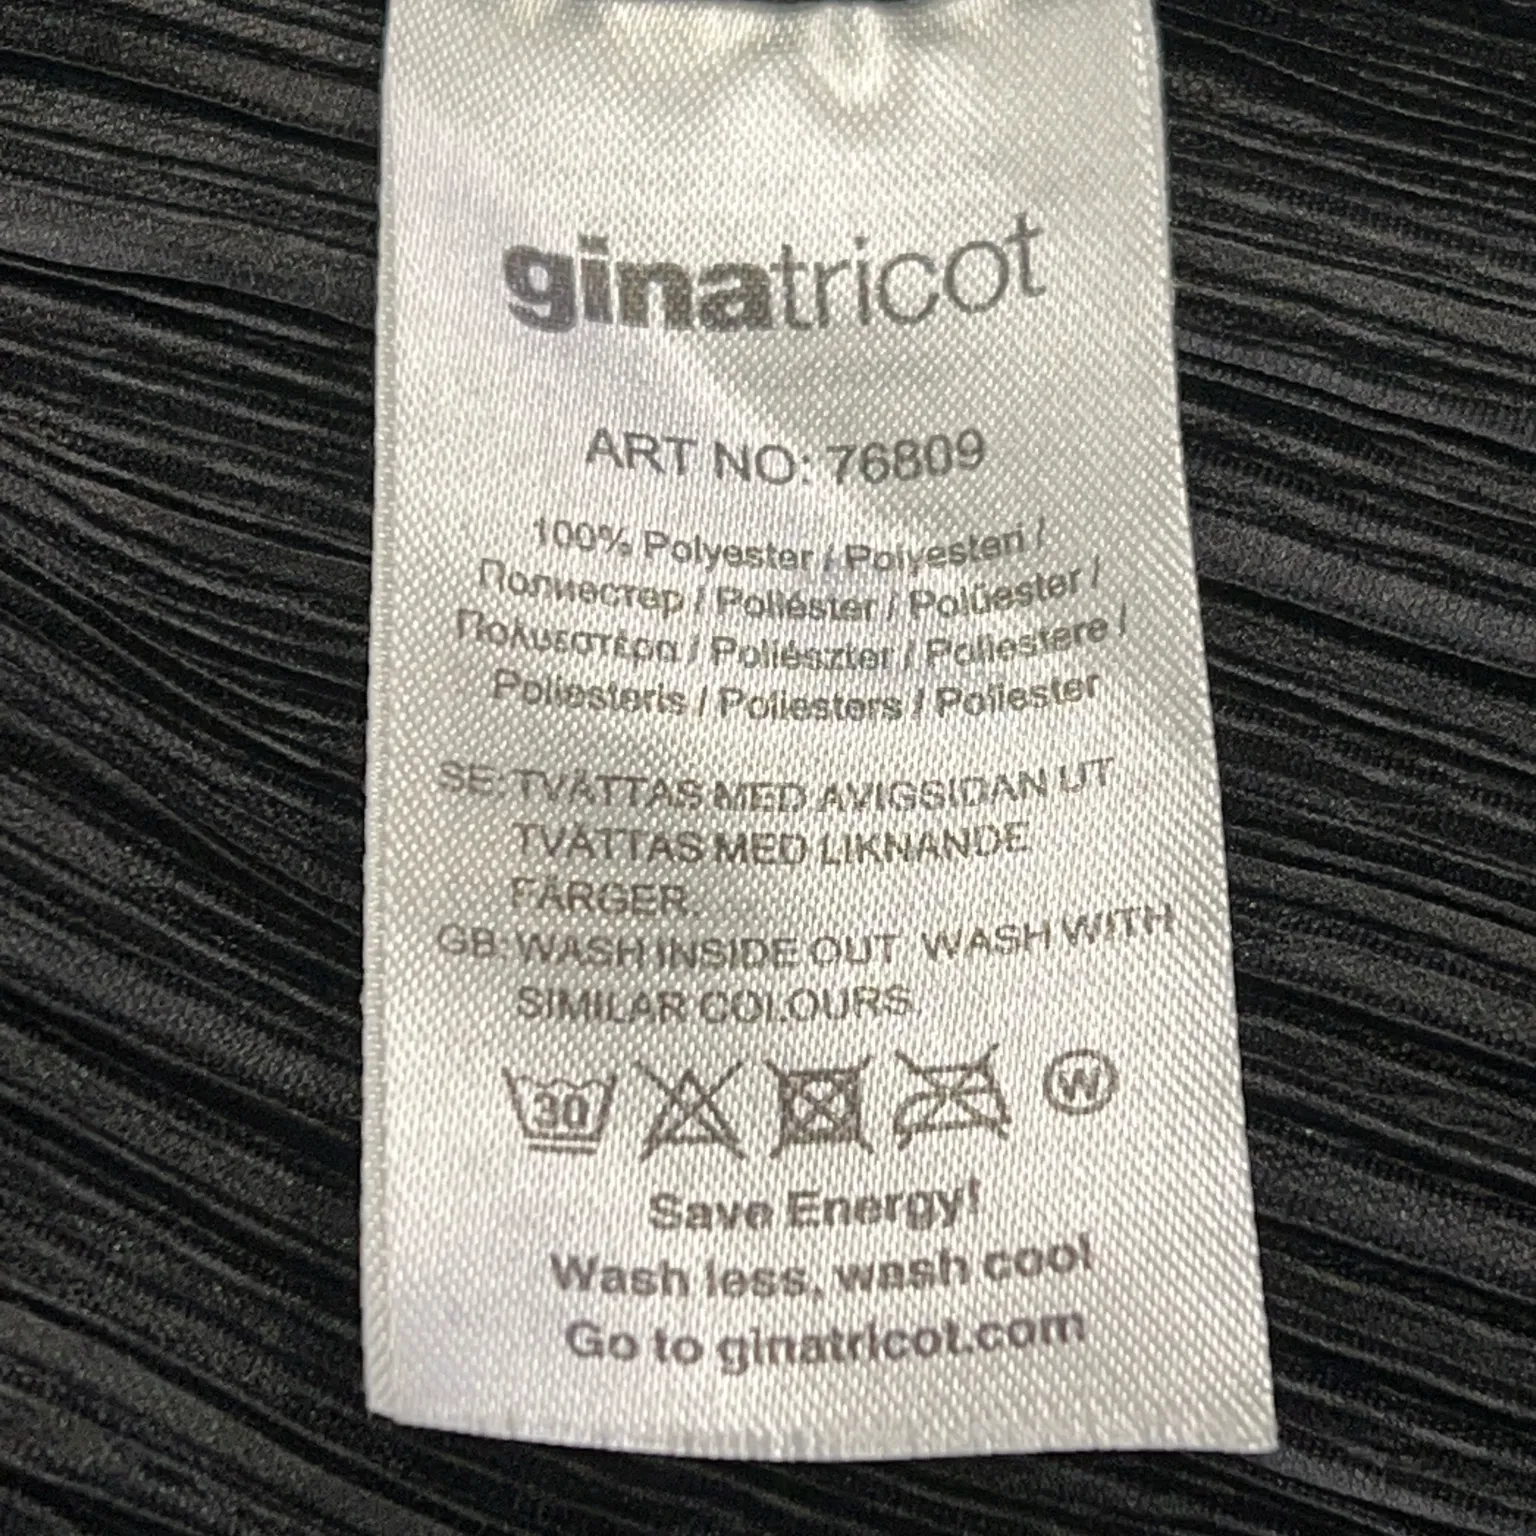 ginatricot
ART NO: 76809
100% Polyester / Polyesteri /
Полиестер / Poliéster / Polüester /
Πολυεστέρα / Poliészter / Poliestere /
Poliesteris / Poliesters / Poliester
SE: TVÄTTAS MED AVIGSIDAN UT
TVÄTTAS MED LIKNANDE
FÄRGER.
GB: WASH INSIDE OUT WASH WITH
SIMILAR COLOURS.
30 W
Save Energy!
Wash less, wash cool
Go to ginatricot.com